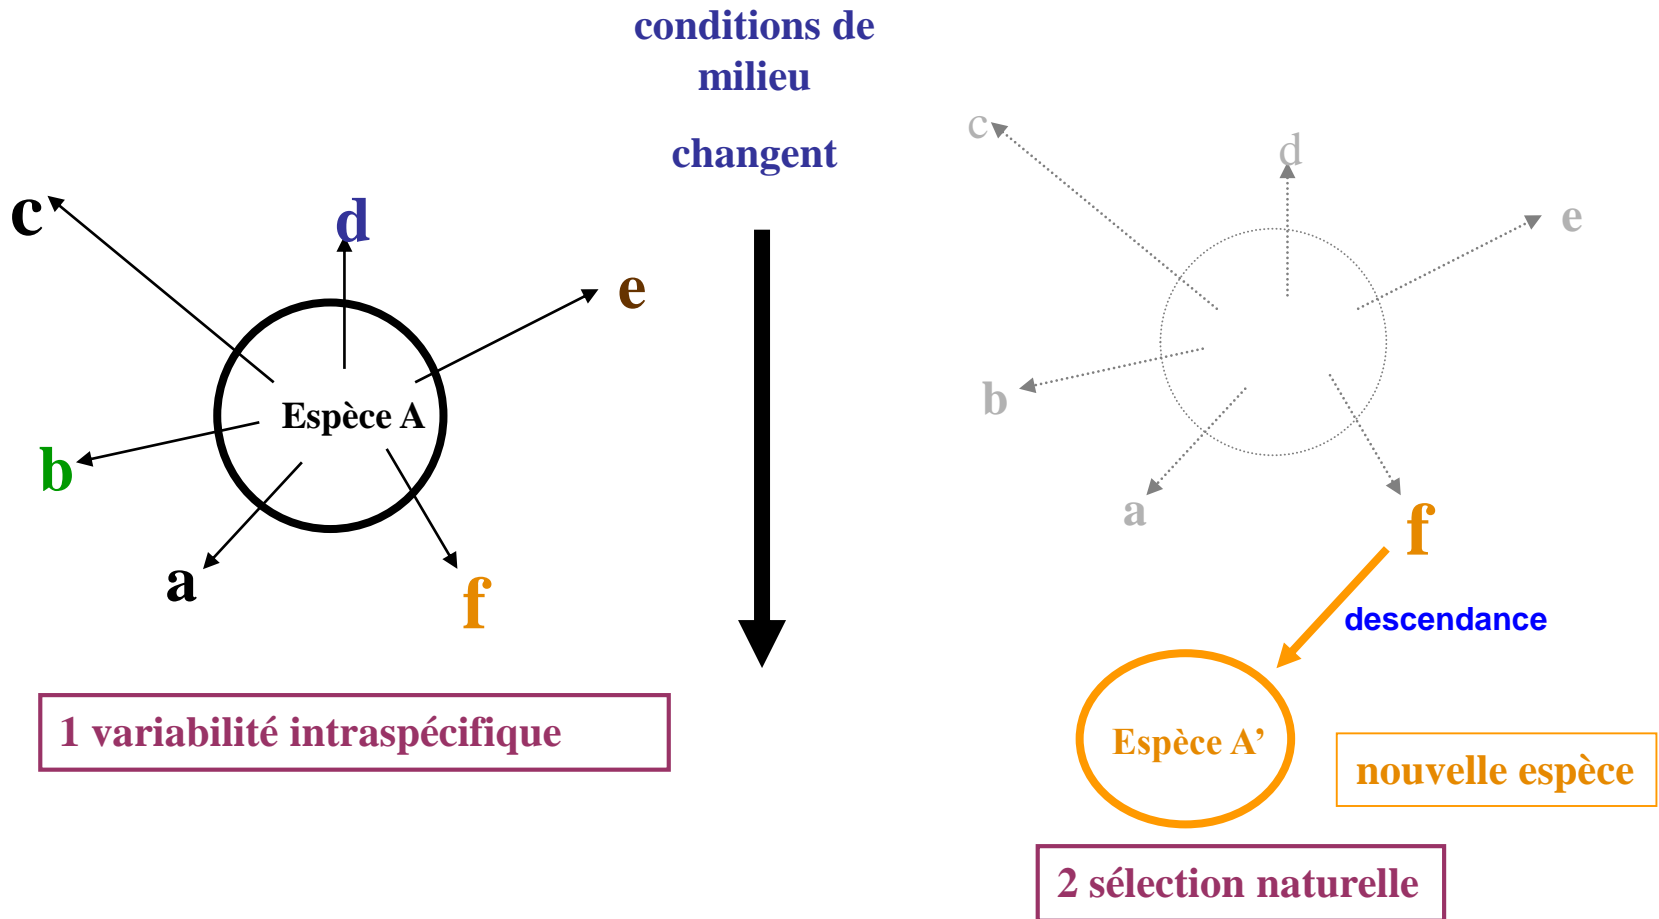 conditions de
milieu
changent
c
d
e
Espèce A
b
a
f
1 variabilité intraspécifique
c
d
e
b
a
f
descendance
Espèce A’
nouvelle espèce
2 sélection naturelle